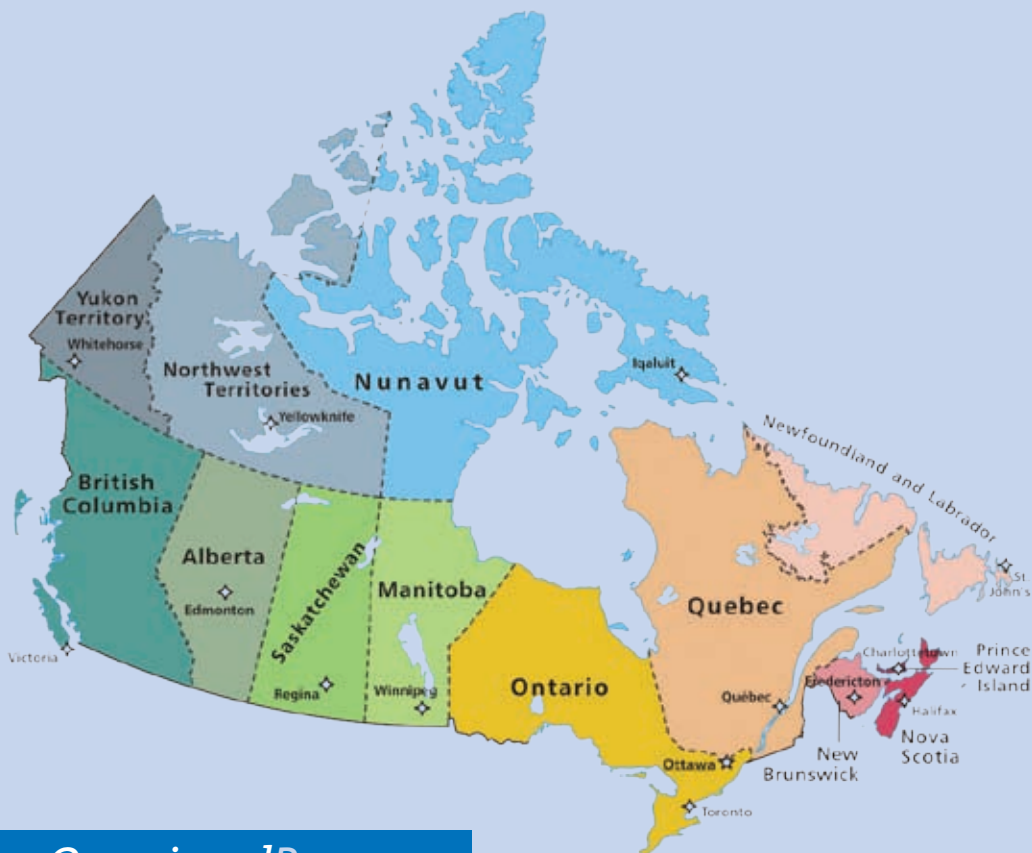 Yukon
Territory
Whitehorse
Northwest
Territories
Yellowknife
Nunavut
Iqaluit
Newfoundland and Labrador
British
Columbia
Alberta
Edmonton
Saskatchewan
Manitoba
Quebec
St.
John's
Victoria
Regina
Winnipeg
Ontario
Québec
Charlottetown
Prince
Edward
Island
Fredericton
Halifax
Nova
Scotia
New
Brunswick
Ottawa
Toronto